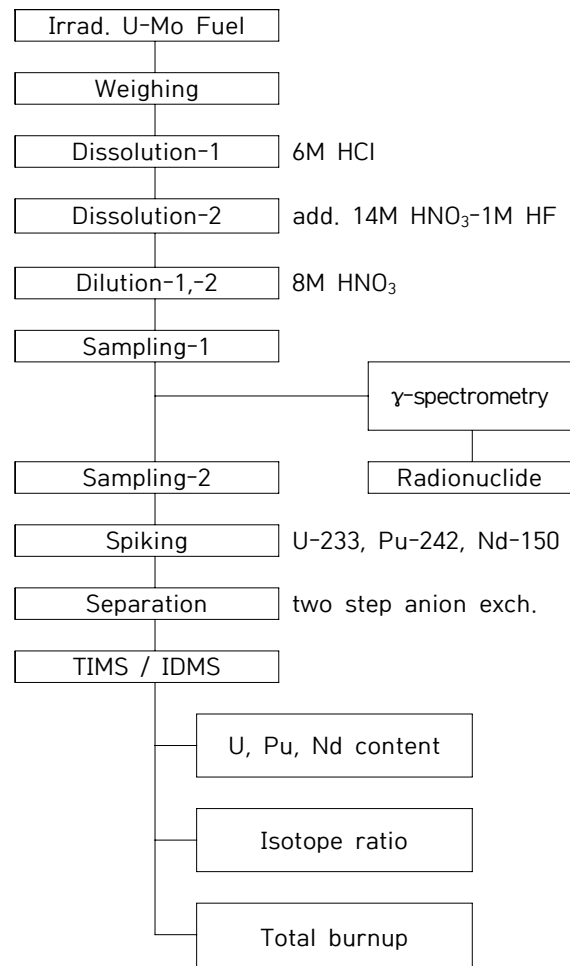 Irrad. U-Mo Fuel
Weighing
Dissolution-1 6M HCl
Dissolution-2 add. 14M HNO₃-1M HF
Dilution-1,-2 8M HNO₃
Sampling-1
γ-spectrometry
Radionuclide
Sampling-2
Spiking U-233, Pu-242, Nd-150
Separation two step anion exch.
TIMS / IDMS
U, Pu, Nd content
Isotope ratio
Total burnup